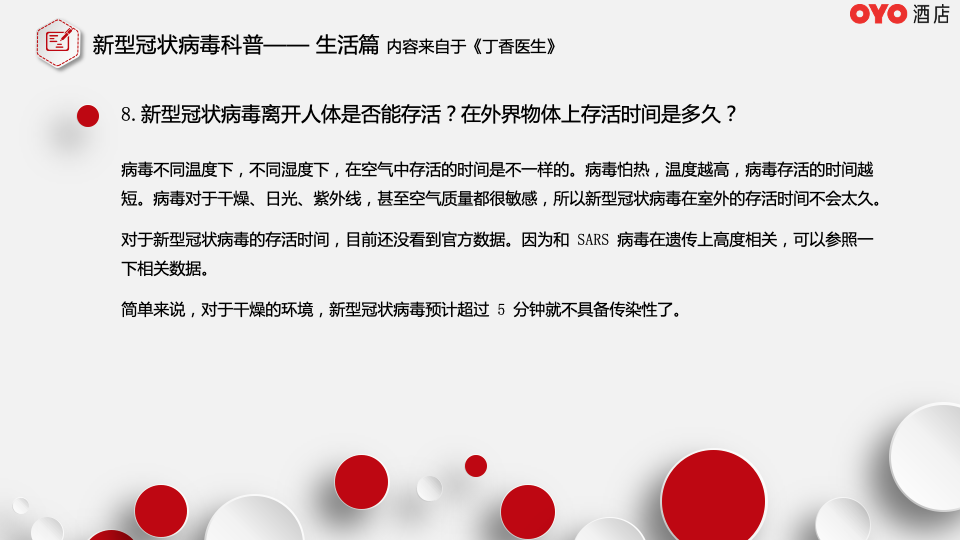 OYO 酒店
新型冠状病毒科普—— 生活篇 内容来自于《丁香医生》
8. 新型冠状病毒离开人体是否能存活？在外界物体上存活时间是多久？
病毒不同温度下，不同湿度下，在空气中存活的时间是不一样的。病毒怕热，温度越高，病毒存活的时间越
短。病毒对于干燥、日光、紫外线，甚至空气质量都很敏感，所以新型冠状病毒在室外的存活时间不会太久。
对于新型冠状病毒的存活时间，目前还没看到官方数据。因为和 SARS 病毒在遗传上高度相关，可以参照一
下相关数据。
简单来说，对于干燥的环境，新型冠状病毒预计超过 5 分钟就不具备传染性了。